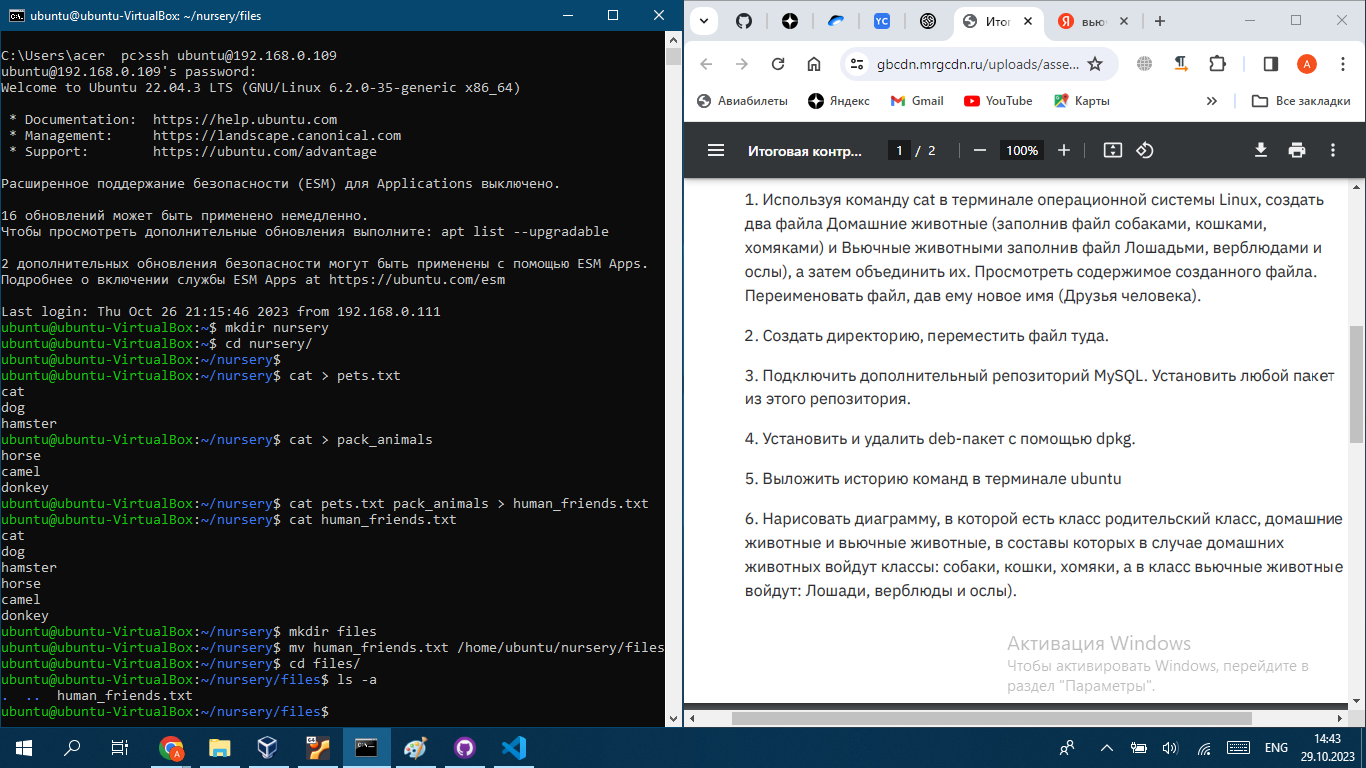 ubuntu@ubuntu-VirtualBox: ~/nursery/files
C:\Users\acer  pc>ssh ubuntu@192.168.0.109
ubuntu@192.168.0.109's password:
Welcome to Ubuntu 22.04.3 LTS (GNU/Linux 6.2.0-35-generic x86_64)
* Documentation:  https://help.ubuntu.com
* Management:     https://landscape.canonical.com
* Support:        https://ubuntu.com/advantage
Расширенное поддержание безопасности (ESM) для Applications выключено.
16 обновлений может быть применено немедленно.
Чтобы просмотреть дополнительные обновления выполните: apt list --upgradable
2 дополнительных обновления безопасности могут быть применены с помощью ESM Apps.
Подробнее о включении службы ESM Apps at https://ubuntu.com/esm
Last login: Thu Oct 26 21:15:46 2023 from 192.168.0.111
ubuntu@ubuntu-VirtualBox:~$ mkdir nursery
ubuntu@ubuntu-VirtualBox:~$ cd nursery/
ubuntu@ubuntu-VirtualBox:~/nursery$
ubuntu@ubuntu-VirtualBox:~/nursery$ cat > pets.txt
cat
dog
hamster
ubuntu@ubuntu-VirtualBox:~/nursery$ cat > pack_animals
horse
camel
donkey
ubuntu@ubuntu-VirtualBox:~/nursery$ cat pets.txt pack_animals > human_friends.txt
ubuntu@ubuntu-VirtualBox:~/nursery$ cat human_friends.txt
cat
dog
hamster
horse
camel
donkey
ubuntu@ubuntu-VirtualBox:~/nursery$ mkdir files
ubuntu@ubuntu-VirtualBox:~/nursery$ mv human_friends.txt /home/ubuntu/nursery/files
ubuntu@ubuntu-VirtualBox:~/nursery$ cd files/
ubuntu@ubuntu-VirtualBox:~/nursery/files$ ls -a
.  ..  human_friends.txt
ubuntu@ubuntu-VirtualBox:~/nursery/files$
YC Итог Я вью
gbcdn.mrgcdn.ru/uploads/asse... A
Авиабилеты Яндекс Gmail YouTube Карты » Все закладки
Итоговая контр... 1 / 2 100%
1. Используя команду cat в терминале операционной системы Linux, создать
два файла Домашние животные (заполнив файл собаками, кошками,
хомяками) и Вьючные животными заполнив файл Лошадьми, верблюдами и
ослы), а затем объединить их. Просмотреть содержимое созданного файла.
Переименовать файл, дав ему новое имя (Друзья человека).
2. Создать директорию, переместить файл туда.
3. Подключить дополнительный репозиторий MySQL. Установить любой пакет
из этого репозитория.
4. Установить и удалить deb-пакет с помощью dpkg.
5. Выложить историю команд в терминале ubuntu
6. Нарисовать диаграмму, в которой есть класс родительский класс, домашние
животные и вьючные животные, в составы которых в случае домашних
животных войдут классы: собаки, кошки, хомяки, а в класс вьючные животные
войдут: Лошади, верблюды и ослы).
Активация Windows
Чтобы активировать Windows, перейдите в
раздел "Параметры".
ENG
14:43
29.10.2023